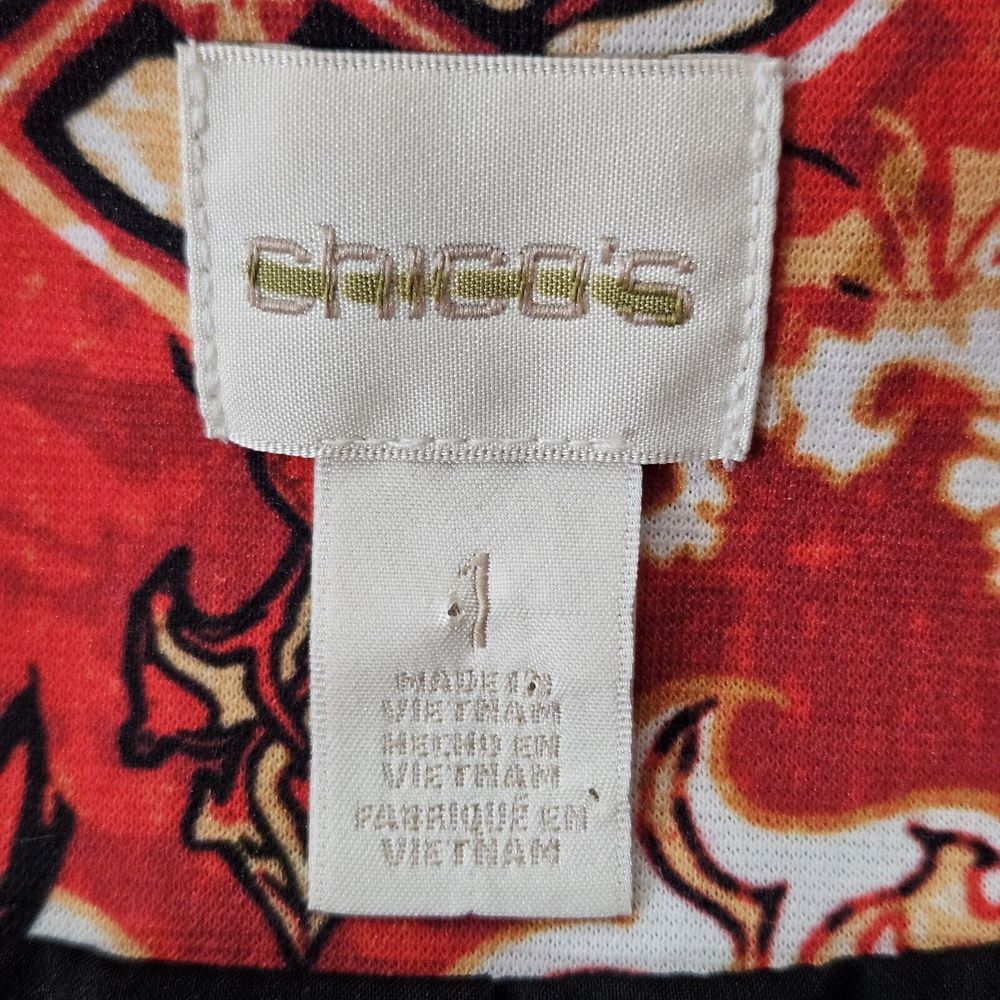 chico's
1
MADE IN
VIETNAM
HECHO EN
VIETNAM
FABRIQUÉ EN
VIETNAM